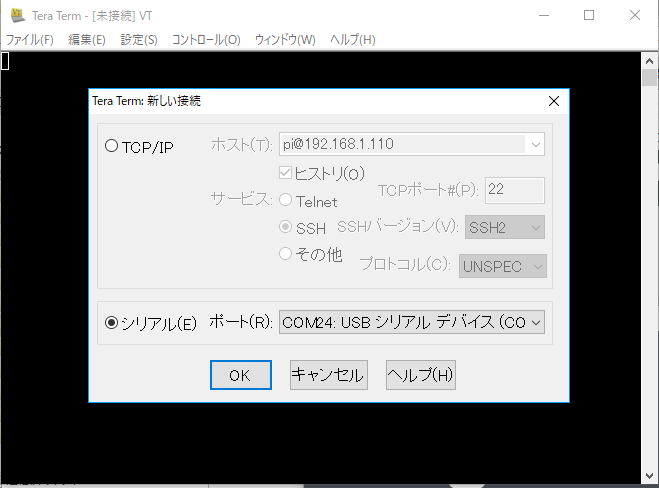 Tera Term - [未接続] VT
ファイル(F) 編集(E) 設定(S) コントロール(O) ウィンドウ(W) ヘルプ(H)
Tera Term: 新しい接続
TCP/IP ホスト(T): pi@192.168.1.110
ヒストリ(O)
サービス: Telnet TCPポート#(P): 22
SSH SSHバージョン(V): SSH2
その他 プロトコル(C): UNSPEC
シリアル(E) ポート(R): COM24: USB シリアル デバイス (CO
OK キャンセル ヘルプ(H)